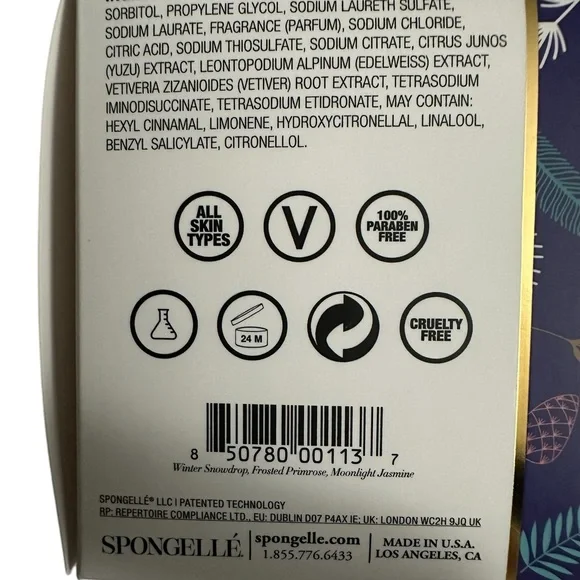 SORBITOL, PROPYLENE GLYCOL, SODIUM LAURETH SULFATE,
SODIUM LAURATE, FRAGRANCE (PARFUM), SODIUM CHLORIDE,
CITRIC ACID, SODIUM THIOSULFATE, SODIUM CITRATE, CITRUS JUNOS
(YUZU) EXTRACT, LEONTOPODIUM ALPINUM (EDELWEISS) EXTRACT,
VETIVERIA ZIZANIOIDES (VETIVER) ROOT EXTRACT, TETRASODIUM
IMINODISUCCINATE, TETRASODIUM ETIDRONATE, MAY CONTAIN:
HEXYL CINNAMAL, LIMONENE, HYDROXYCITRONELLAL, LINALOOL,
BENZYL SALICYLATE, CITRONELLOL.
ALL
SKIN
TYPES
V
100%
PARABEN
FREE
24 M
CRUELTY
FREE
8 50780 00113 7
Winter Snowdrop, Frosted Primrose, Moonlight Jasmine
SPONGELLÉ® LLC | PATENTED TECHNOLOGY
RP: REPERTOIRE COMPLIANCE LTD., EU: DUBLIN D07 P4AX IE; UK: LONDON WC2H 9JQ UK
SPONGELLÉ
spongelle.com
1.855.776.6433
MADE IN U.S.A.
LOS ANGELES, CA